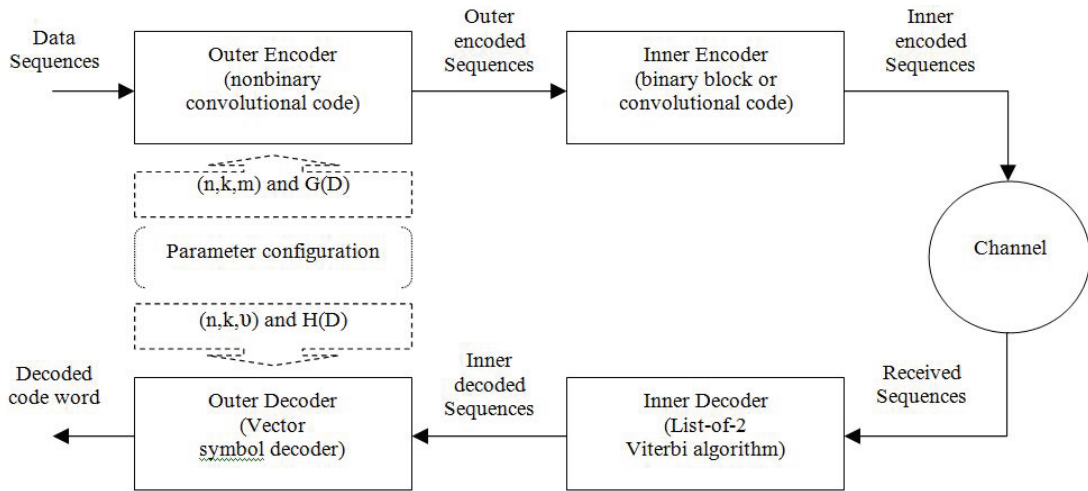 Data
Sequences
Outer Encoder
(nonbinary
convolutional code)
Outer
encoded
Sequences
Inner Encoder
(binary block or
convolutional code)
Inner
encoded
Sequences
(n,k,m) and G(D)
Parameter configuration
(n,k,υ) and H(D)
Channel
Decoded
code word
Outer Decoder
(Vector
symbol decoder)
Inner
decoded
Sequences
Inner Decoder
(List-of-2
Viterbi algorithm)
Received
Sequences